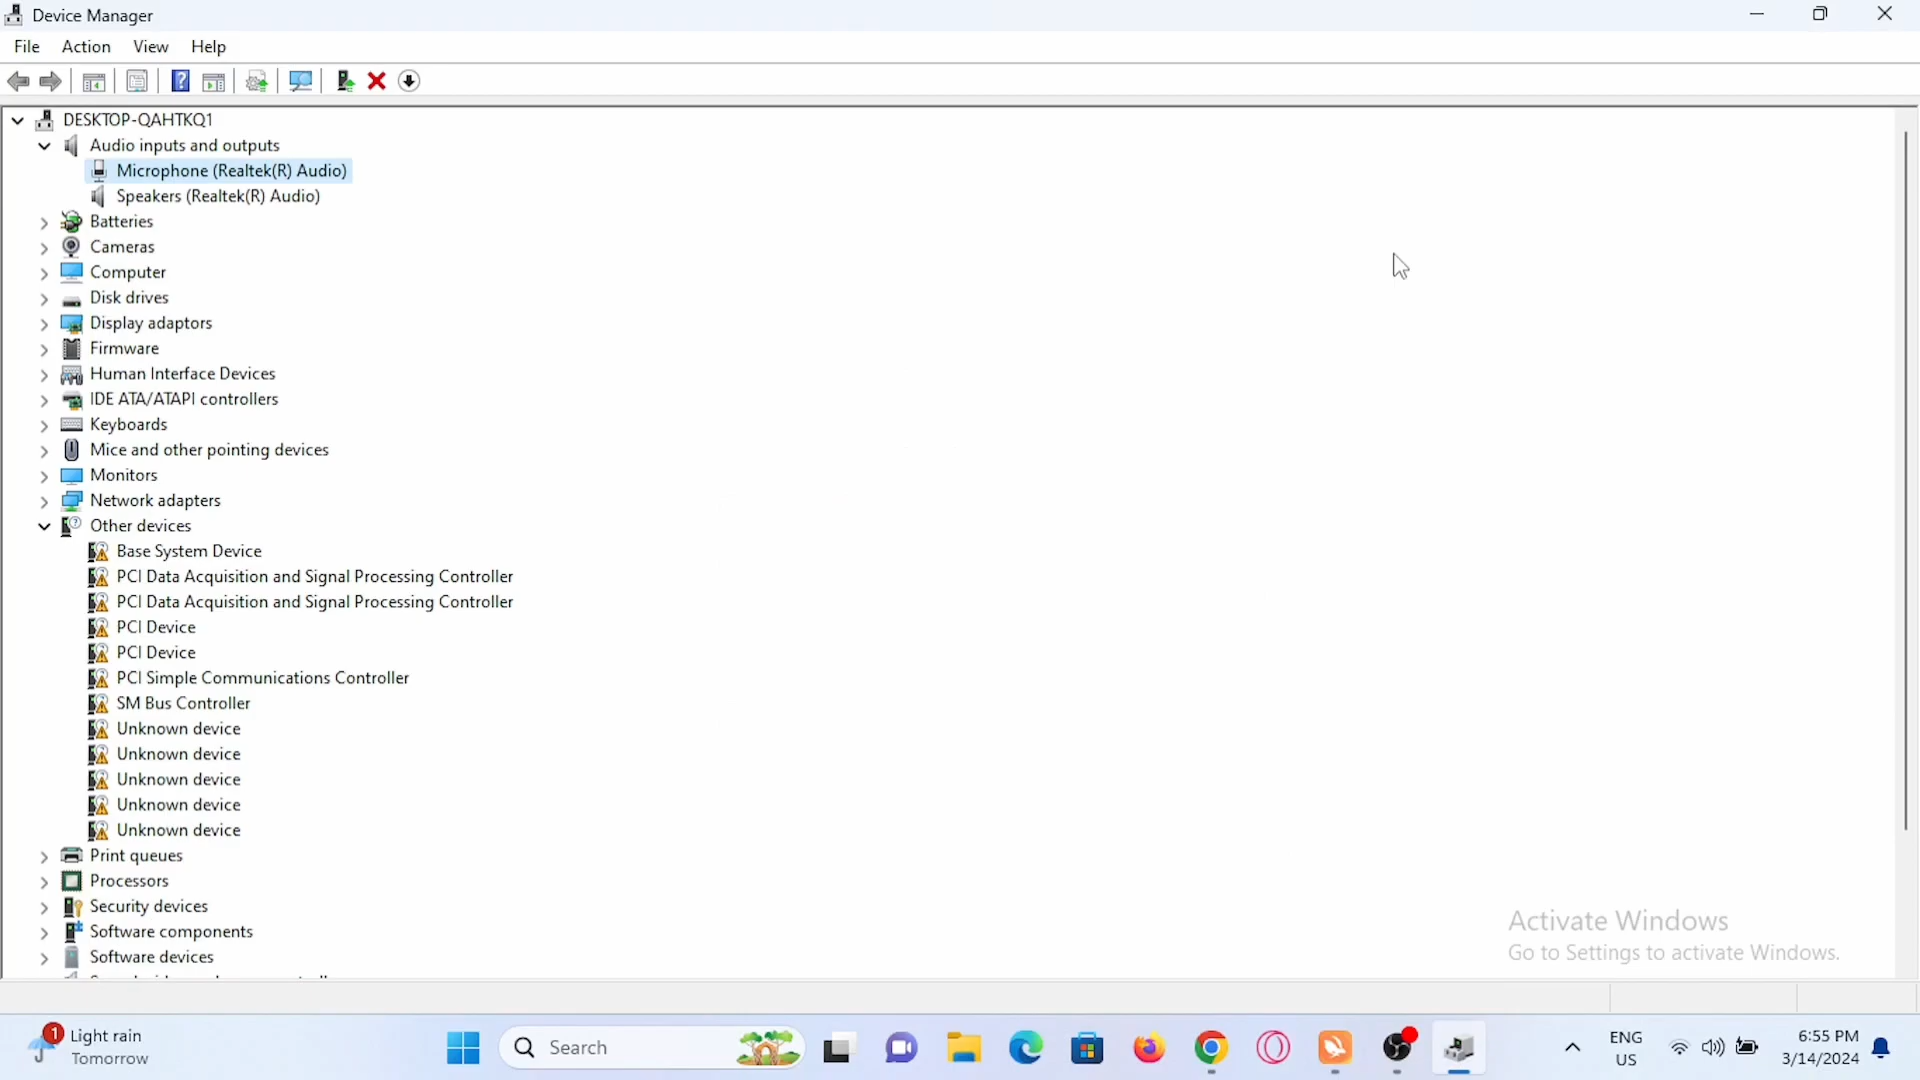 Device Manager
File Action View Help
DESKTOP-QAHTKQ1
Audio inputs and outputs
Microphone (Realtek(R) Audio)
Speakers (Realtek(R) Audio)
Batteries
Cameras
Computer
Disk drives
Display adaptors
Firmware
Human Interface Devices
IDE ATA/ATAPI controllers
Keyboards
Mice and other pointing devices
Monitors
Network adapters
Other devices
Base System Device
PCI Data Acquisition and Signal Processing Controller
PCI Data Acquisition and Signal Processing Controller
PCI Device
PCI Device
PCI Simple Communications Controller
SM Bus Controller
Unknown device
Unknown device
Unknown device
Unknown device
Unknown device
Print queues
Processors
Security devices
Software components
Software devices
Activate Windows
Go to Settings to activate Windows.
1
Light rain
Tomorrow
Search
ENG
US
6:55 PM
3/14/2024